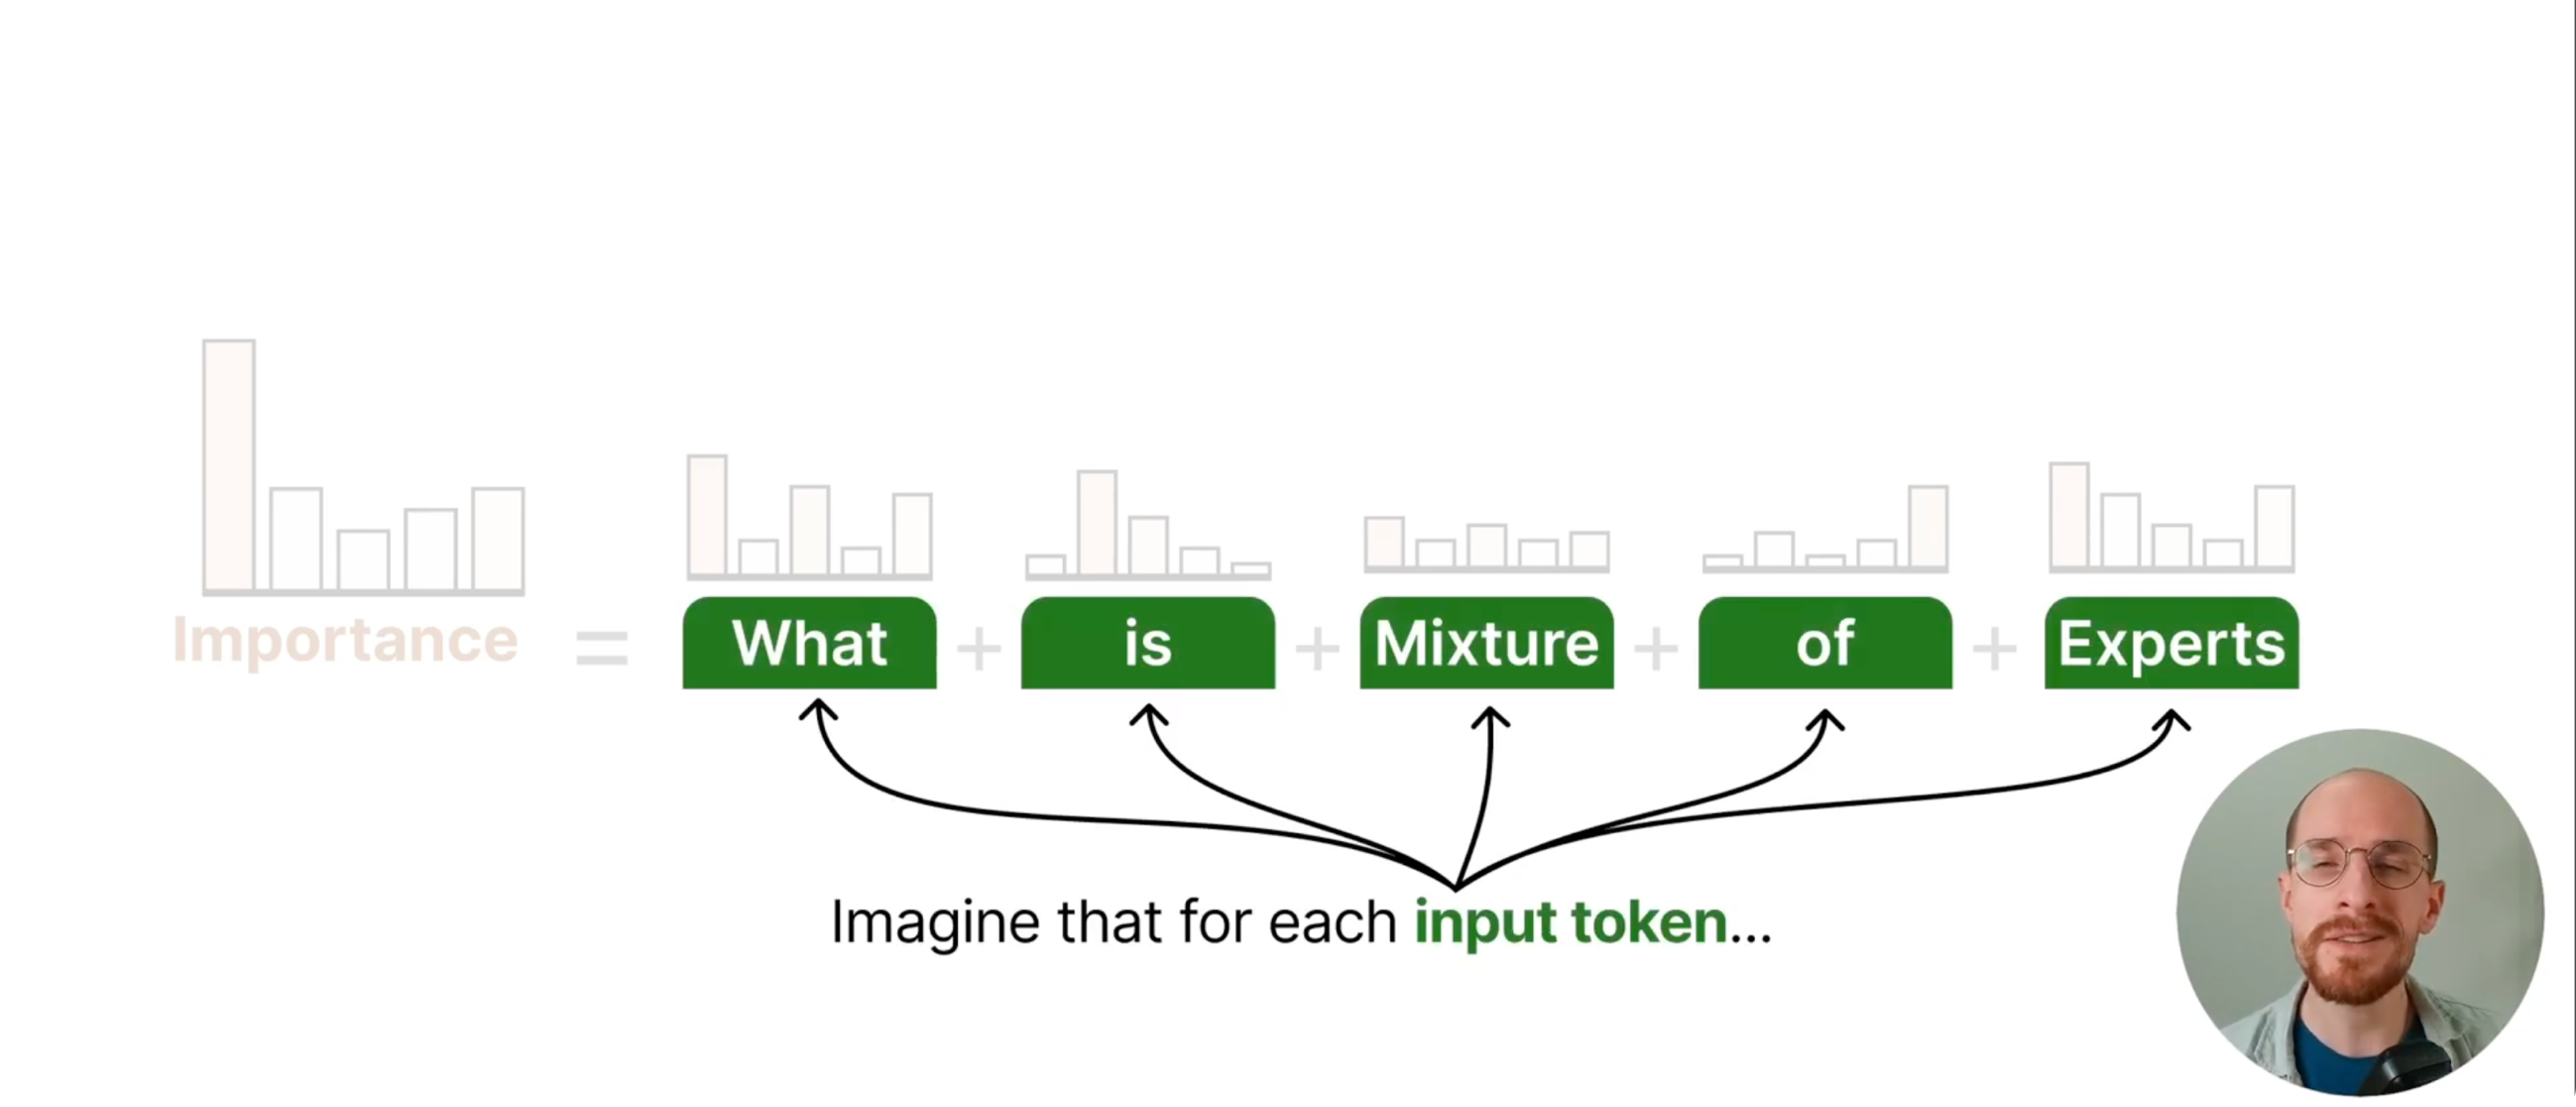 Importance = What + is + Mixture + of + Experts
Imagine that for each input token...